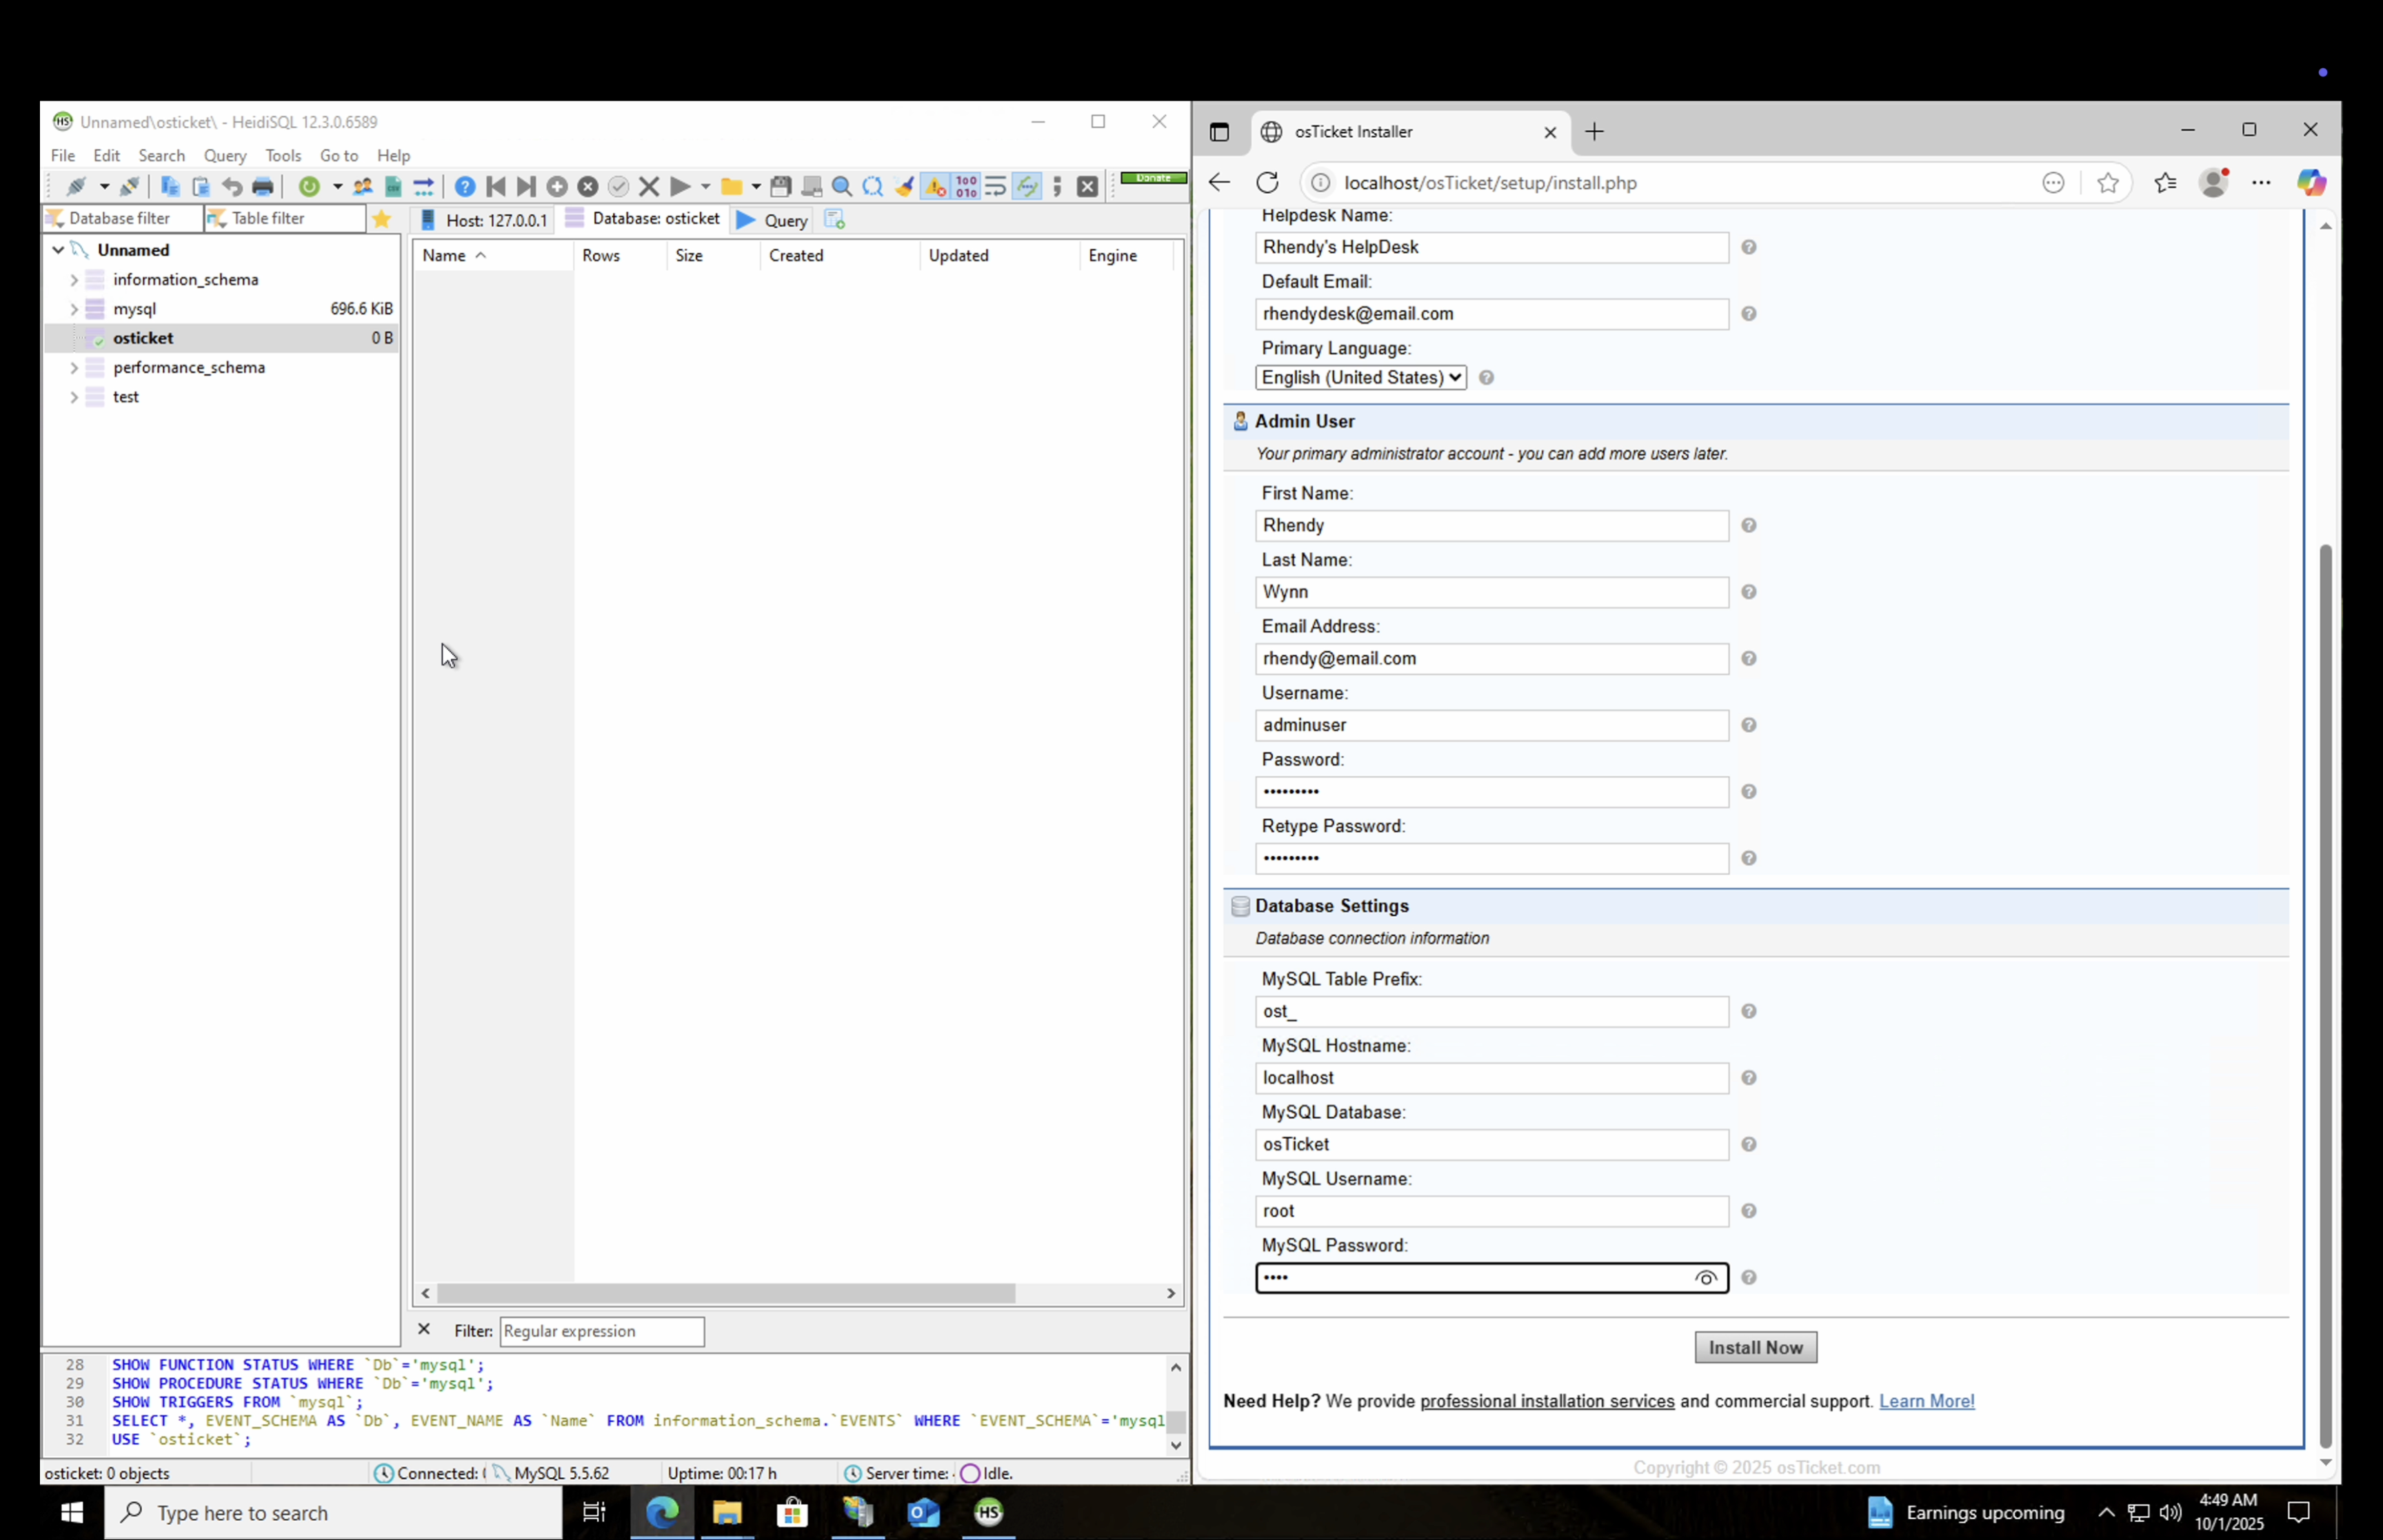 Unnamed\osticket\ - HeidiSQL 12.3.0.6589
File Edit Search Query Tools Go to Help
Donate
Database filter Table filter
Host: 127.0.0.1 Database: osticket Query
Unnamed
information_schema
mysql 696.6 KiB
osticket 0 B
performance_schema
test
Name Rows Size Created Updated Engine
Filter: Regular expression
28 SHOW FUNCTION STATUS WHERE `Db`='mysql';
29 SHOW PROCEDURE STATUS WHERE `Db`='mysql';
30 SHOW TRIGGERS FROM `mysql`;
31 SELECT *, EVENT_SCHEMA AS `Db`, EVENT_NAME AS `Name` FROM information_schema.`EVENTS` WHERE `EVENT_SCHEMA`='mysql
32 USE `osticket`;
osticket: 0 objects Connected: MySQL 5.5.62 Uptime: 00:17 h Server time: Idle.
osTicket Installer
localhost/osTicket/setup/install.php
Helpdesk Name:
Rhendy's HelpDesk
Default Email:
rhendydesk@email.com
Primary Language:
English (United States)
Admin User
Your primary administrator account - you can add more users later.
First Name:
Rhendy
Last Name:
Wynn
Email Address:
rhendy@email.com
Username:
adminuser
Password:
•••••••••
Retype Password:
•••••••••
Database Settings
Database connection information
MySQL Table Prefix:
ost_
MySQL Hostname:
localhost
MySQL Database:
osTicket
MySQL Username:
root
MySQL Password:
••••
Install Now
Need Help? We provide professional installation services and commercial support. Learn More!
Copyright © 2025 osTicket.com
Type here to search
HS
Earnings upcoming
4:49 AM
10/1/2025